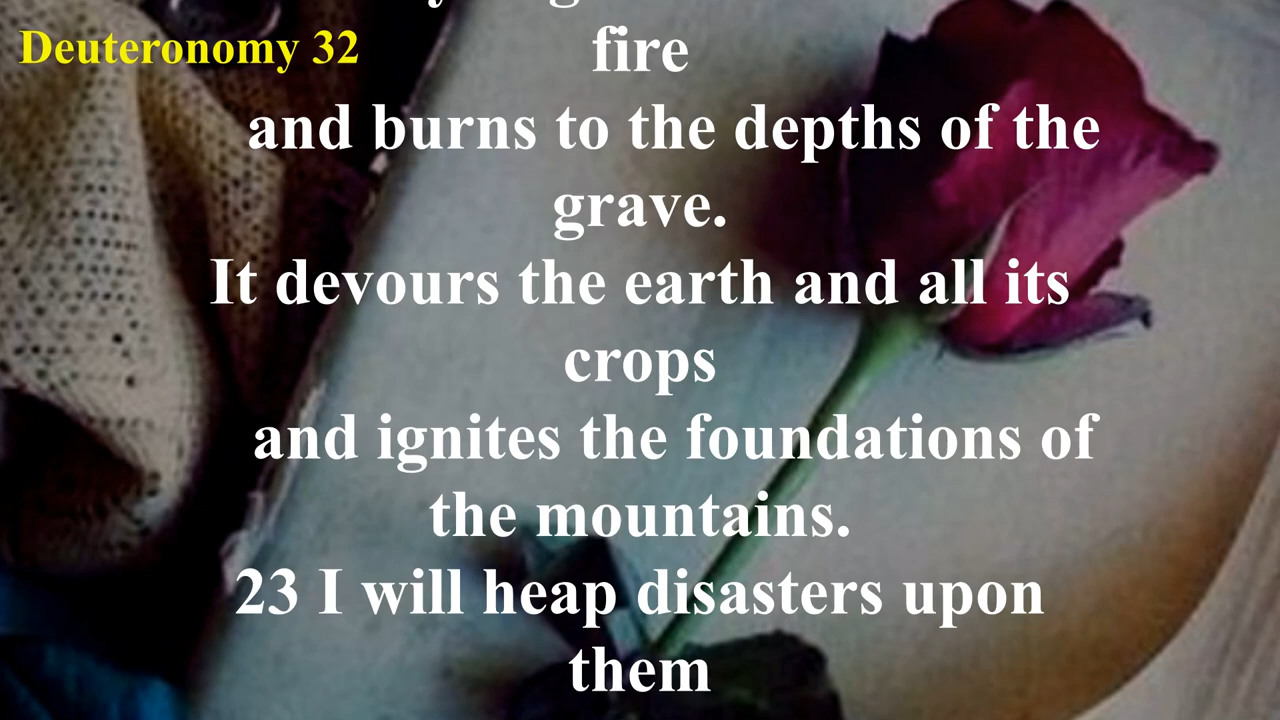 Deuteronomy 32
fire
and burns to the depths of the
grave.
It devours the earth and all its
crops
and ignites the foundations of
the mountains.
23 I will heap disasters upon
them